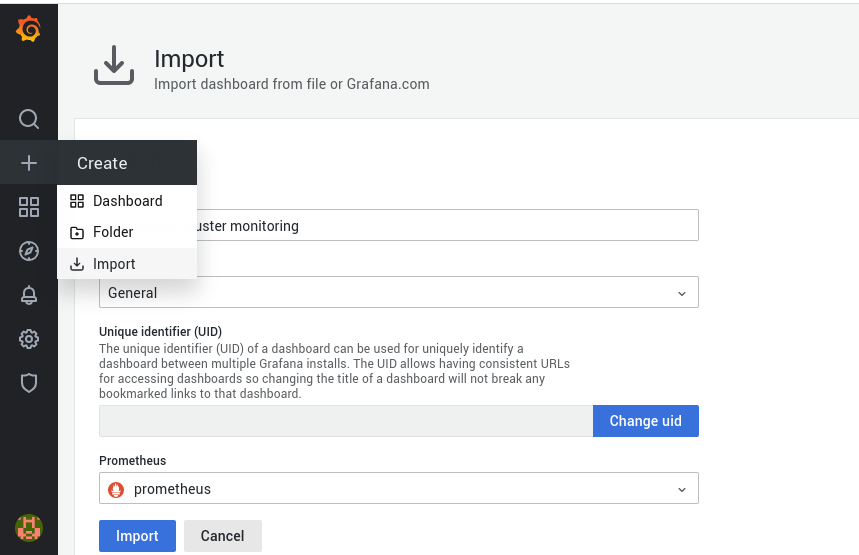 Import
Import dashboard from file or Grafana.com
Create
Dashboard
Folder
Import
uster monitoring
General
Unique identifier (UID)
The unique identifier (UID) of a dashboard can be used for uniquely identify a
dashboard between multiple Grafana installs. The UID allows having consistent URLs
for accessing dashboards so changing the title of a dashboard will not break any
bookmarked links to that dashboard.
Change uid
Prometheus
prometheus
Import Cancel